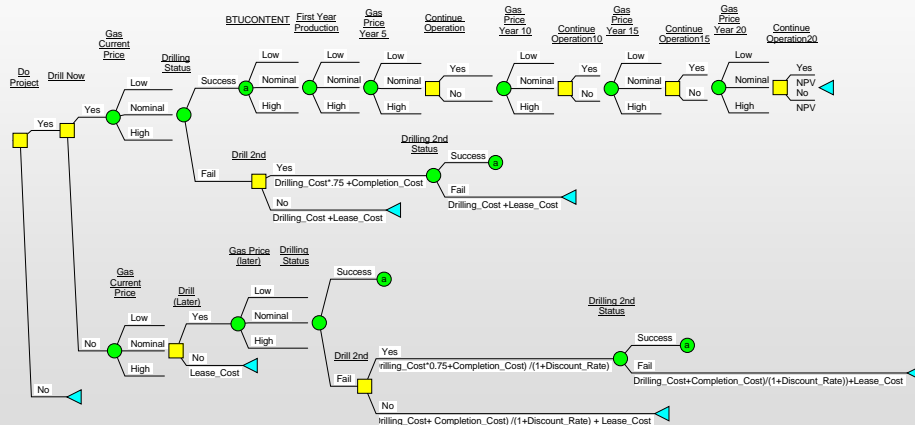 BTUCONTENT
First Year
Production
Gas
Price
Year 5
Continue
Operation
Gas
Price
Year 10
Continue
Operation10
Gas
Price
Year 15
Continue
Operation15
Gas
Price
Year 20
Continue
Operation20
Do
Project
Drill Now
Gas
Current
Price
Drilling
Status
Low
Nominal
High
Low
Nominal
High
Low
Nominal
High
Yes
No
Low
Nominal
High
Yes
No
Low
Nominal
High
Yes
No
Low
Nominal
High
Yes
NPV
No
NPV
Success
a
Low
Nominal
High
Yes
Yes
Fail
Drill 2nd
Yes
Drilling_Cost*.75 +Completion_Cost
No
Drilling_Cost +Lease_Cost
Drilling 2nd
Status
Success
a
Fail
Drilling_Cost +Lease_Cost
Gas
Current
Price
Drill
(Later)
Gas Price
(later)
Drilling
Status
No
Low
Nominal
High
Yes
No
Lease_Cost
Low
Nominal
High
Success
a
Fail
Drill 2nd
Yes
rilling_Cost*0.75+Completion_Cost) /(1+Discount_Rate)
No
rilling_Cost+ Completion_Cost) /(1+Discount_Rate) + Lease_Cost
Drilling 2nd
Status
Success
a
Fail
Drilling_Cost+Completion_Cost)/(1+Discount_Rate))+Lease_Cost
No